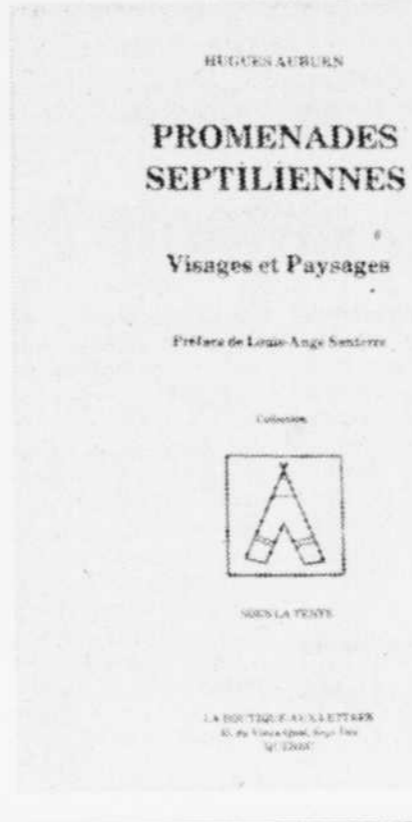 HUGUES AUBURN
PROMENADES
SEPTILIENNES
Visages et Paysages
Préface de Louis-Ange Santerre
Collection
SOUS LA TENTE
LA BOUTIQUE AUX LETTRES
QUÉBEC